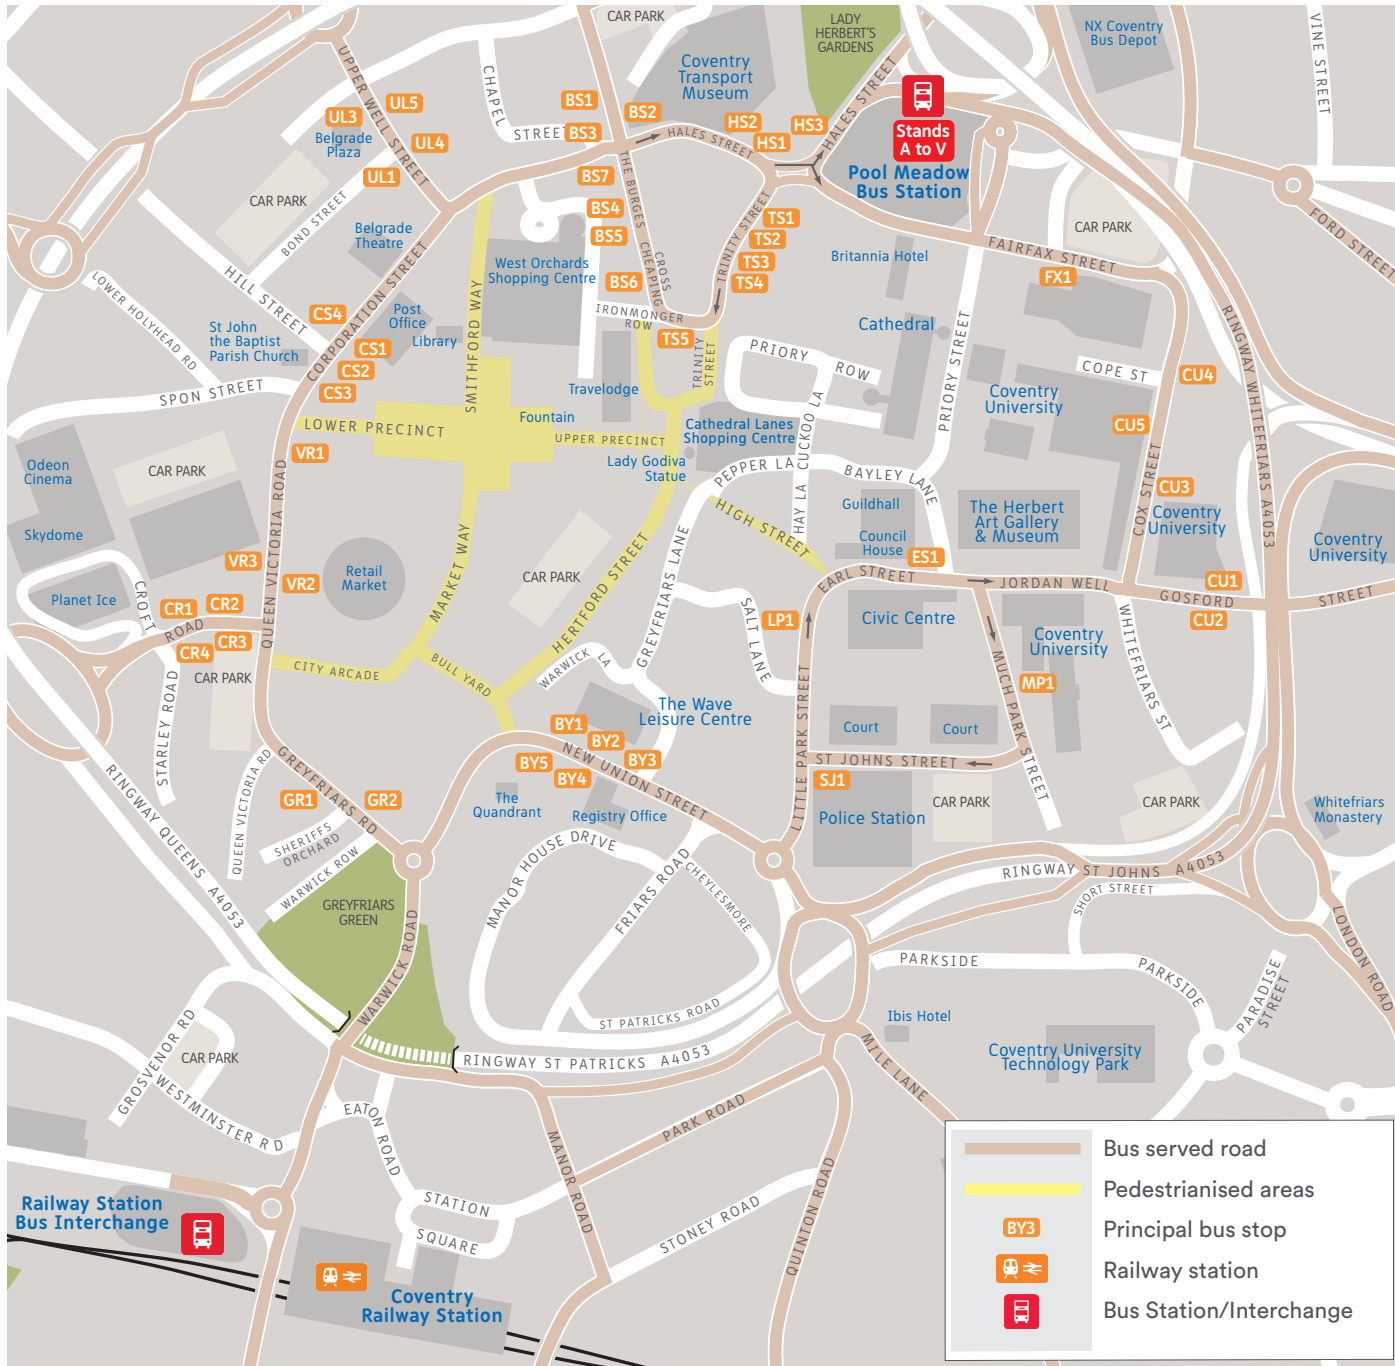 CAR PARK
LADY
HERBERT'S
GARDENS
NX Coventry
Bus Depot
VINE STREET
UPPER WELL STREET
CHAPEL
STREET
Coventry
Transport
Museum
BS1
BS2
BS3
UL5
UL3
UL4
UL1
Belgrade
Plaza
HALES STREET
HS2
HS1
HS3
HALES STREET
Stands
A to V
Pool Meadow
Bus Station
CAR PARK
BOND STREET
Belgrade
Theatre
BS7
BS4
BS5
BS6
THE BURGES
CROSS
CHEAPING
TRINITY STREET
TS1
TS2
TS3
TS4
TS5
Britannia Hotel
FAIRFAX STREET
FX1
CAR PARK
FORD STREET
RINGWAY WHITEFRIARS A4053
LOWER HOLYHEAD RD
HILL STREET
CORPORATION STREET
St John
the Baptist
Parish Church
CS4
CS1
CS2
CS3
Post
Office
Library
SMITHFORD WAY
West Orchards
Shopping Centre
IRONMONGER
ROW
TRINITY
STREET
Cathedral
PRIORY ROW
PRIORY STREET
COPE ST
CU4
CU5
CU3
Coventry
University
SPON STREET
LOWER PRECINCT
Travelodge
Fountain
UPPER PRECINCT
Cathedral Lanes
Shopping Centre
CUCKOO LA
Lady Godiva
Statue
PEPPER LA
HAY LA
BAYLEY LANE
HIGH STREET
Odeon
Cinema
Skydome
CAR PARK
VR1
VR3
VR2
QUEEN VICTORIA ROAD
Retail
Market
MARKET WAY
CAR PARK
HERTFORD STREET
GREYFRIARS LANE
Guildhall
Council
House
ES1
The Herbert
Art Gallery
& Museum
COX STREET
Coventry
University
Coventry
University
Planet Ice
CROFT
ROAD
CR1
CR2
CR3
CR4
CAR PARK
STARLEY ROAD
CITY ARCADE
BULL YARD
WARWICK LA
SALT LANE
LP1
EARL STREET
Civic Centre
JORDAN WELL
GOSFORD STREET
CU1
CU2
Coventry
University
WHITEFRIARS ST
MUCH PARK STREET
MP1
LITTLE PARK STREET
Court
Court
ST JOHNS STREET
SJ1
Police Station
CAR PARK
CAR PARK
Whitefriars
Monastery
The Wave
Leisure Centre
BY1
BY2
BY3
BY5
BY4
NEW UNION STREET
The
Quandrant
Registry Office
RINGWAY QUEENS A4053
QUEEN VICTORIA RD
GREYFRIARS RD
GR1
GR2
SHERIFFS
ORCHARD
WARWICK ROW
GREYFRIARS
GREEN
WARWICK ROAD
MANOR HOUSE DRIVE
FRIARS ROAD
CHEYLESMORE
ST PATRICKS ROAD
RINGWAY ST JOHNS A4053
SHORT STREET
LONDON ROAD
PARKSIDE
PARKSIDE
PARADISE
STREET
Ibis Hotel
Coventry University
Technology Park
MILE LANE
GROSVENOR RD
CAR PARK
WESTMINSTER RD
RINGWAY ST PATRICKS A4053
EATON ROAD
PARK ROAD
MANOR ROAD
STATION
SQUARE
STONEY ROAD
QUINTON ROAD
Railway Station
Bus Interchange
Coventry
Railway Station
Bus served road
Pedestrianised areas
BY3
Principal bus stop
Railway station
Bus Station/Interchange